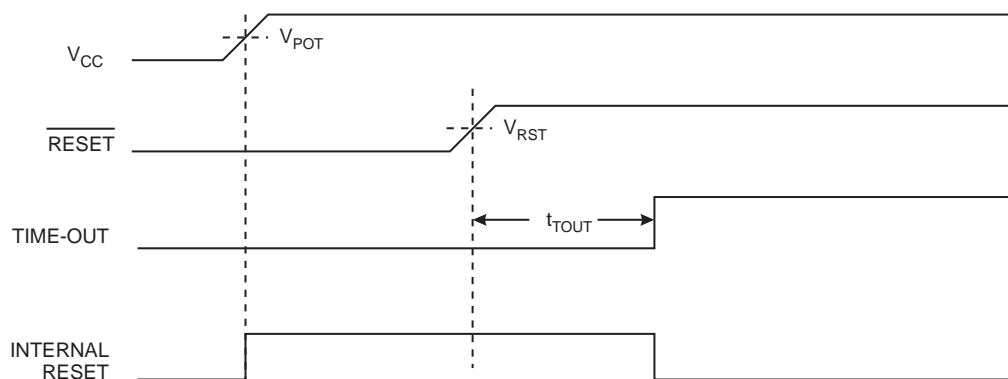 V_CC
V_POT
RESET
V_RST
t_TOUT
TIME-OUT
INTERNAL
RESET